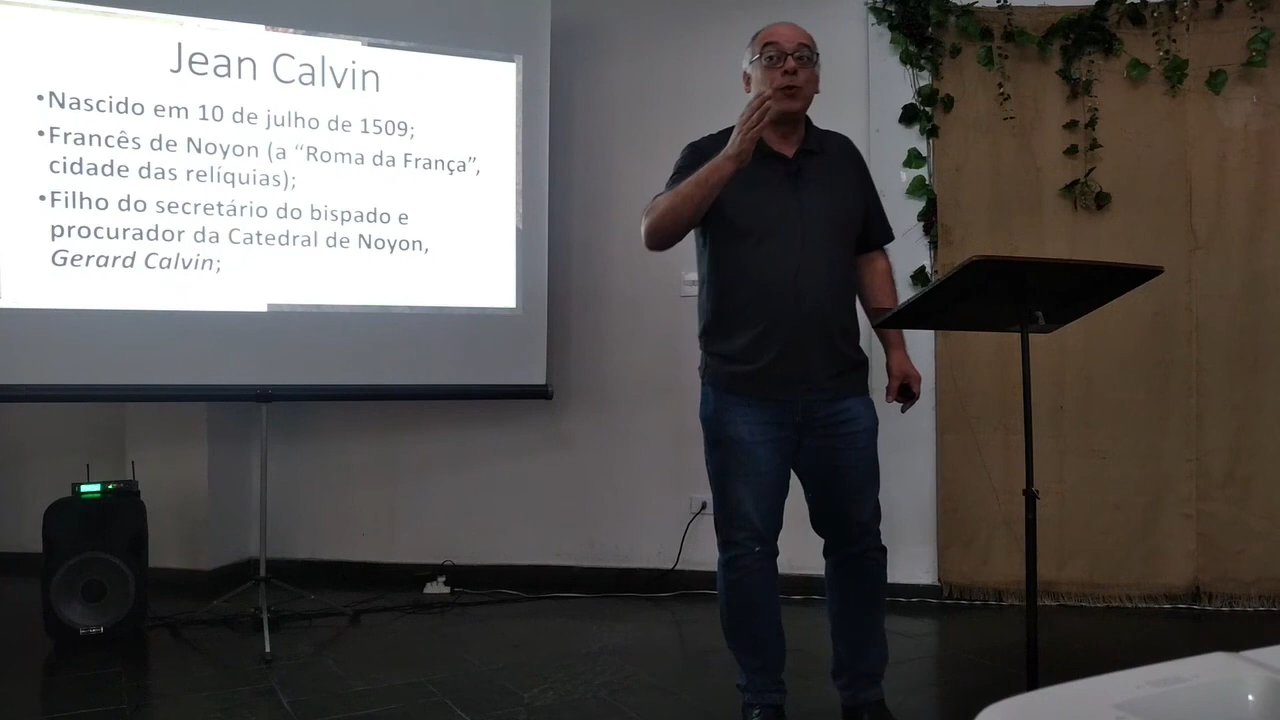 Jean Calvin
•Nascido em 10 de julho de 1509;
•Francês de Noyon (a “Roma da França”,
cidade das relíquias);
•Filho do secretário do bispado e
procurador da Catedral de Noyon,
Gerard Calvin;